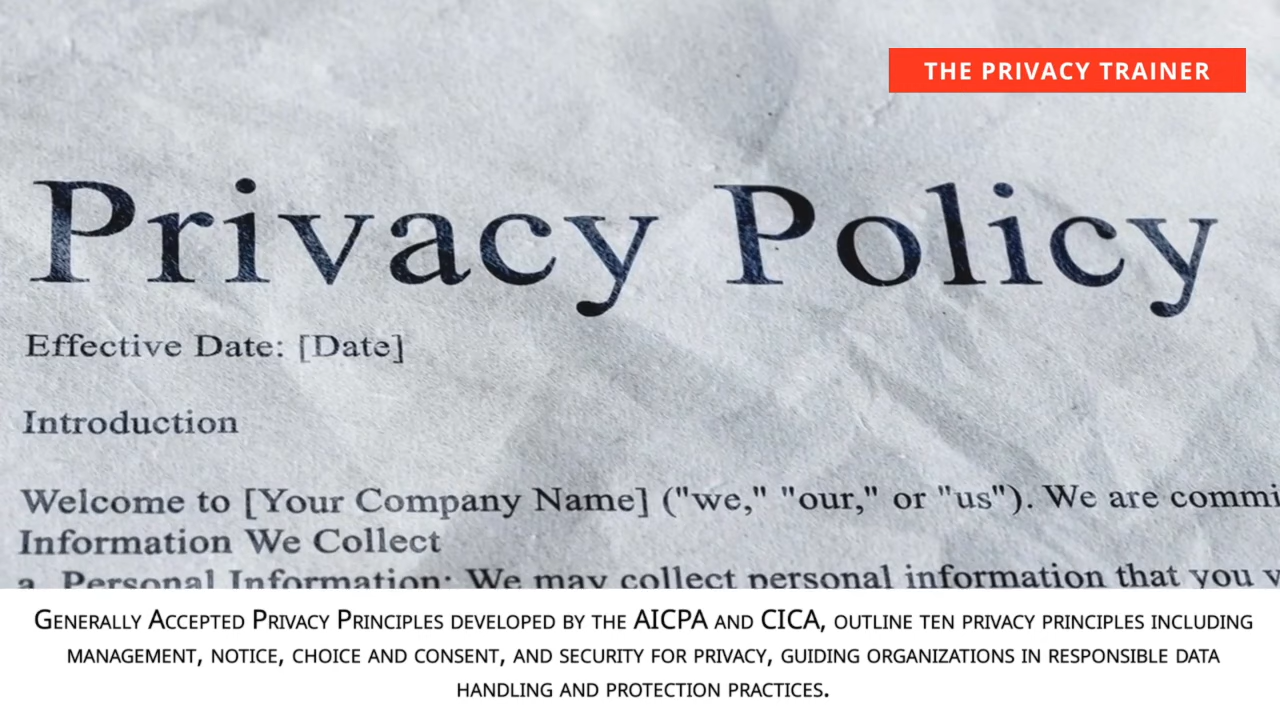 THE PRIVACY TRAINER
Privacy Policy
Effective Date: [Date]
Introduction
Welcome to [Your Company Name] ("we," "our," or "us"). We are commi
Information We Collect
a. Personal Information: We may collect personal information that you v
Generally Accepted Privacy Principles developed by the AICPA and CICA, outline ten privacy principles including
management, notice, choice and consent, and security for privacy, guiding organizations in responsible data
handling and protection practices.